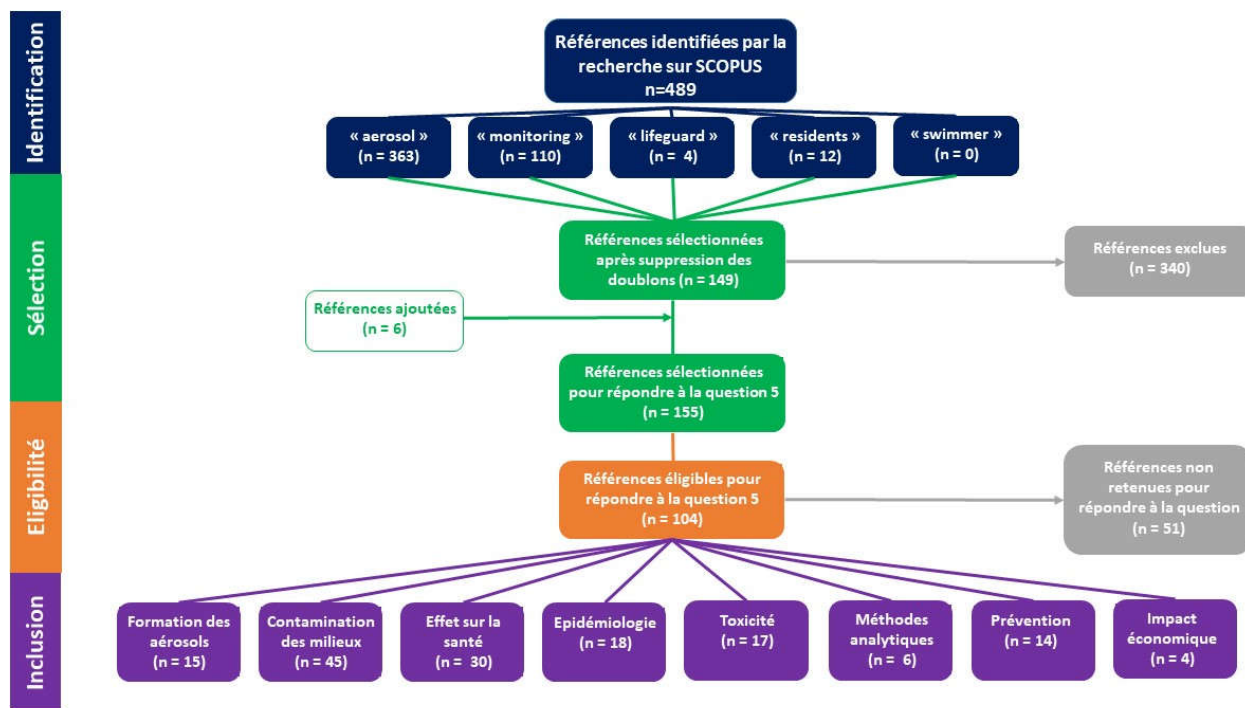 Identification
Références identifiées par la
recherche sur SCOPUS
n=489
« aerosol »
(n = 363)
« monitoring »
(n = 110)
« lifeguard »
(n =  4)
« residents »
(n = 12)
« swimmer »
(n = 0)
Sélection
Références sélectionnées
après suppression des
doublons (n = 149)
Références exclues
(n = 340)
Références ajoutées
(n = 6)
Références sélectionnées
pour répondre à la question 5
(n = 155)
Eligibilité
Références éligibles pour
répondre à la question 5
(n = 104)
Références non
retenues pour
répondre à la question
(n = 51)
Inclusion
Formation des
aérosols
(n = 15)
Contamination
des milieux
(n = 45)
Effet sur la
santé
(n =  30)
Epidémiologie
(n = 18)
Toxicité
(n = 17)
Méthodes
analytiques
(n =  6)
Prévention
(n = 14)
Impact
économique
(n = 4)